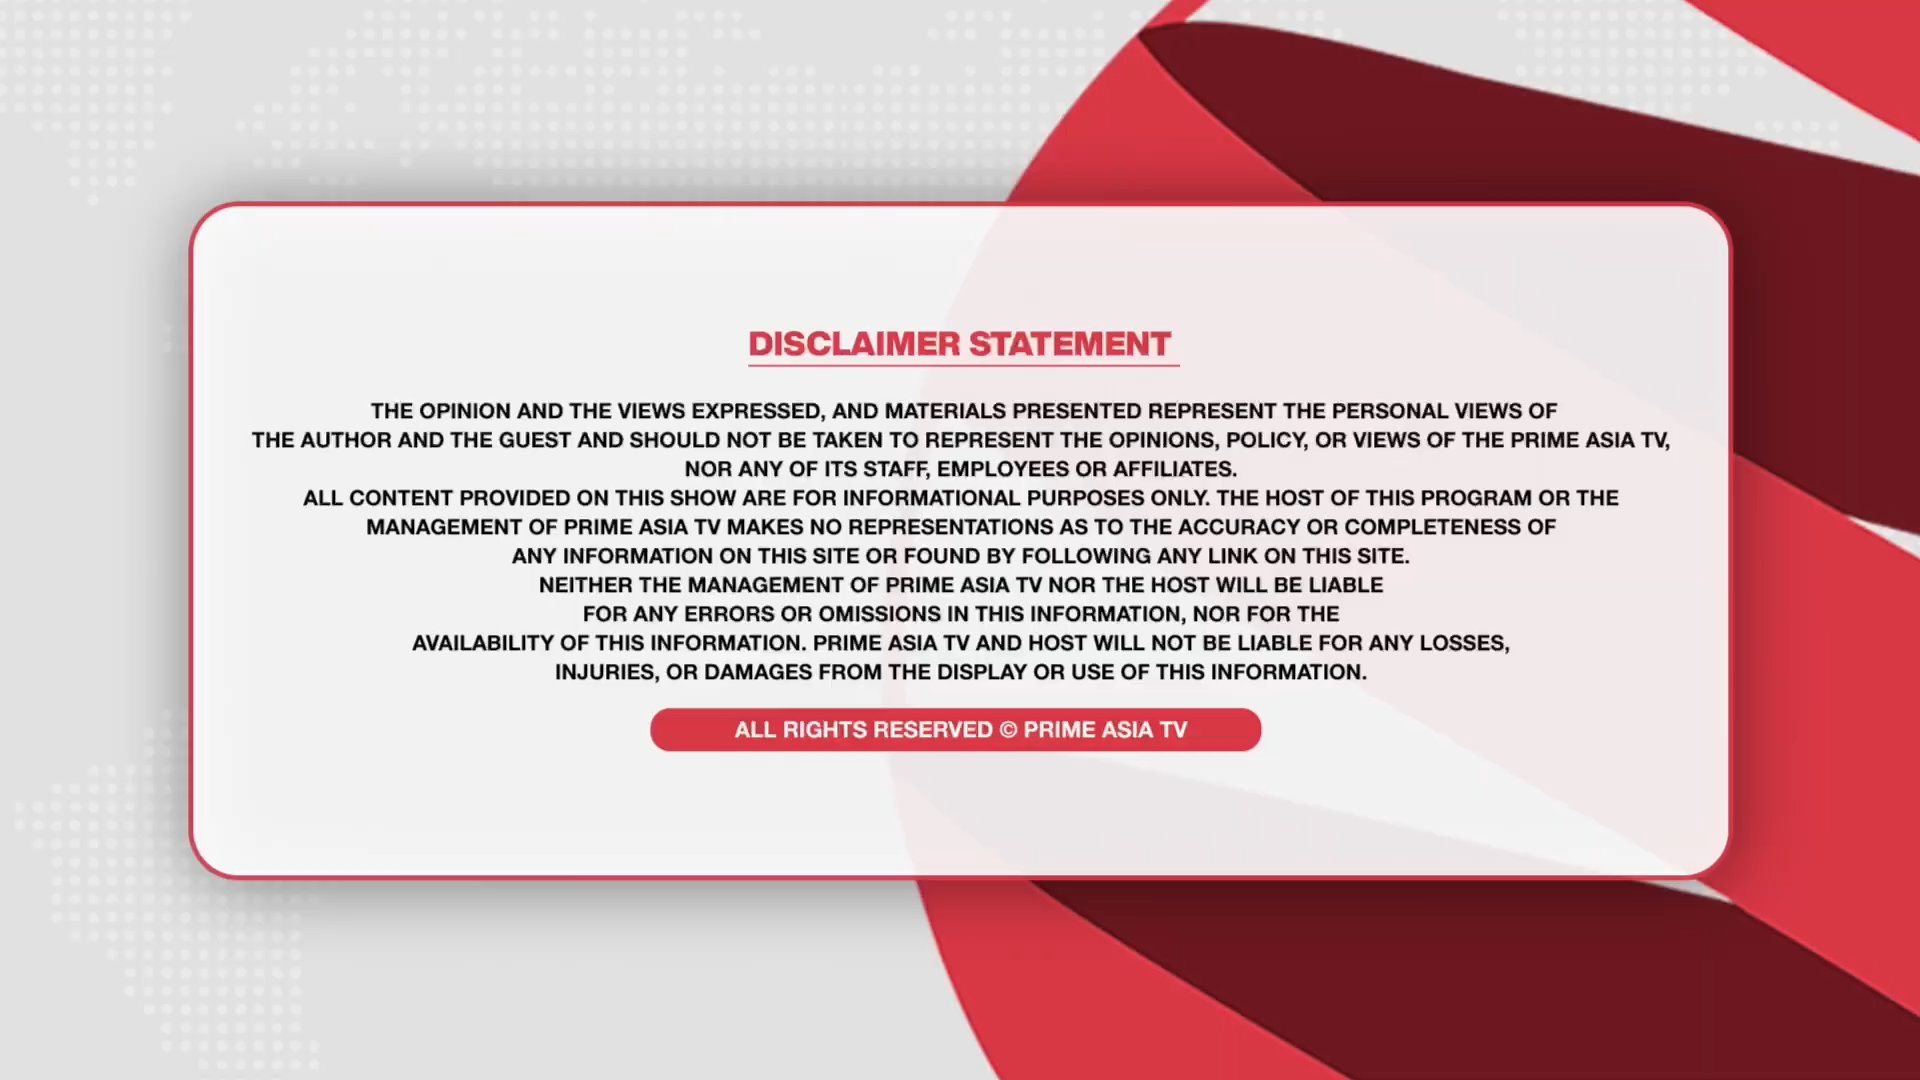 DISCLAIMER STATEMENT
THE OPINION AND THE VIEWS EXPRESSED, AND MATERIALS PRESENTED REPRESENT THE PERSONAL VIEWS OF
THE AUTHOR AND THE GUEST AND SHOULD NOT BE TAKEN TO REPRESENT THE OPINIONS, POLICY, OR VIEWS OF THE PRIME ASIA TV,
NOR ANY OF ITS STAFF, EMPLOYEES OR AFFILIATES.
ALL CONTENT PROVIDED ON THIS SHOW ARE FOR INFORMATIONAL PURPOSES ONLY. THE HOST OF THIS PROGRAM OR THE
MANAGEMENT OF PRIME ASIA TV MAKES NO REPRESENTATIONS AS TO THE ACCURACY OR COMPLETENESS OF
ANY INFORMATION ON THIS SITE OR FOUND BY FOLLOWING ANY LINK ON THIS SITE.
NEITHER THE MANAGEMENT OF PRIME ASIA TV NOR THE HOST WILL BE LIABLE
FOR ANY ERRORS OR OMISSIONS IN THIS INFORMATION, NOR FOR THE
AVAILABILITY OF THIS INFORMATION. PRIME ASIA TV AND HOST WILL NOT BE LIABLE FOR ANY LOSSES,
INJURIES, OR DAMAGES FROM THE DISPLAY OR USE OF THIS INFORMATION.
ALL RIGHTS RESERVED © PRIME ASIA TV